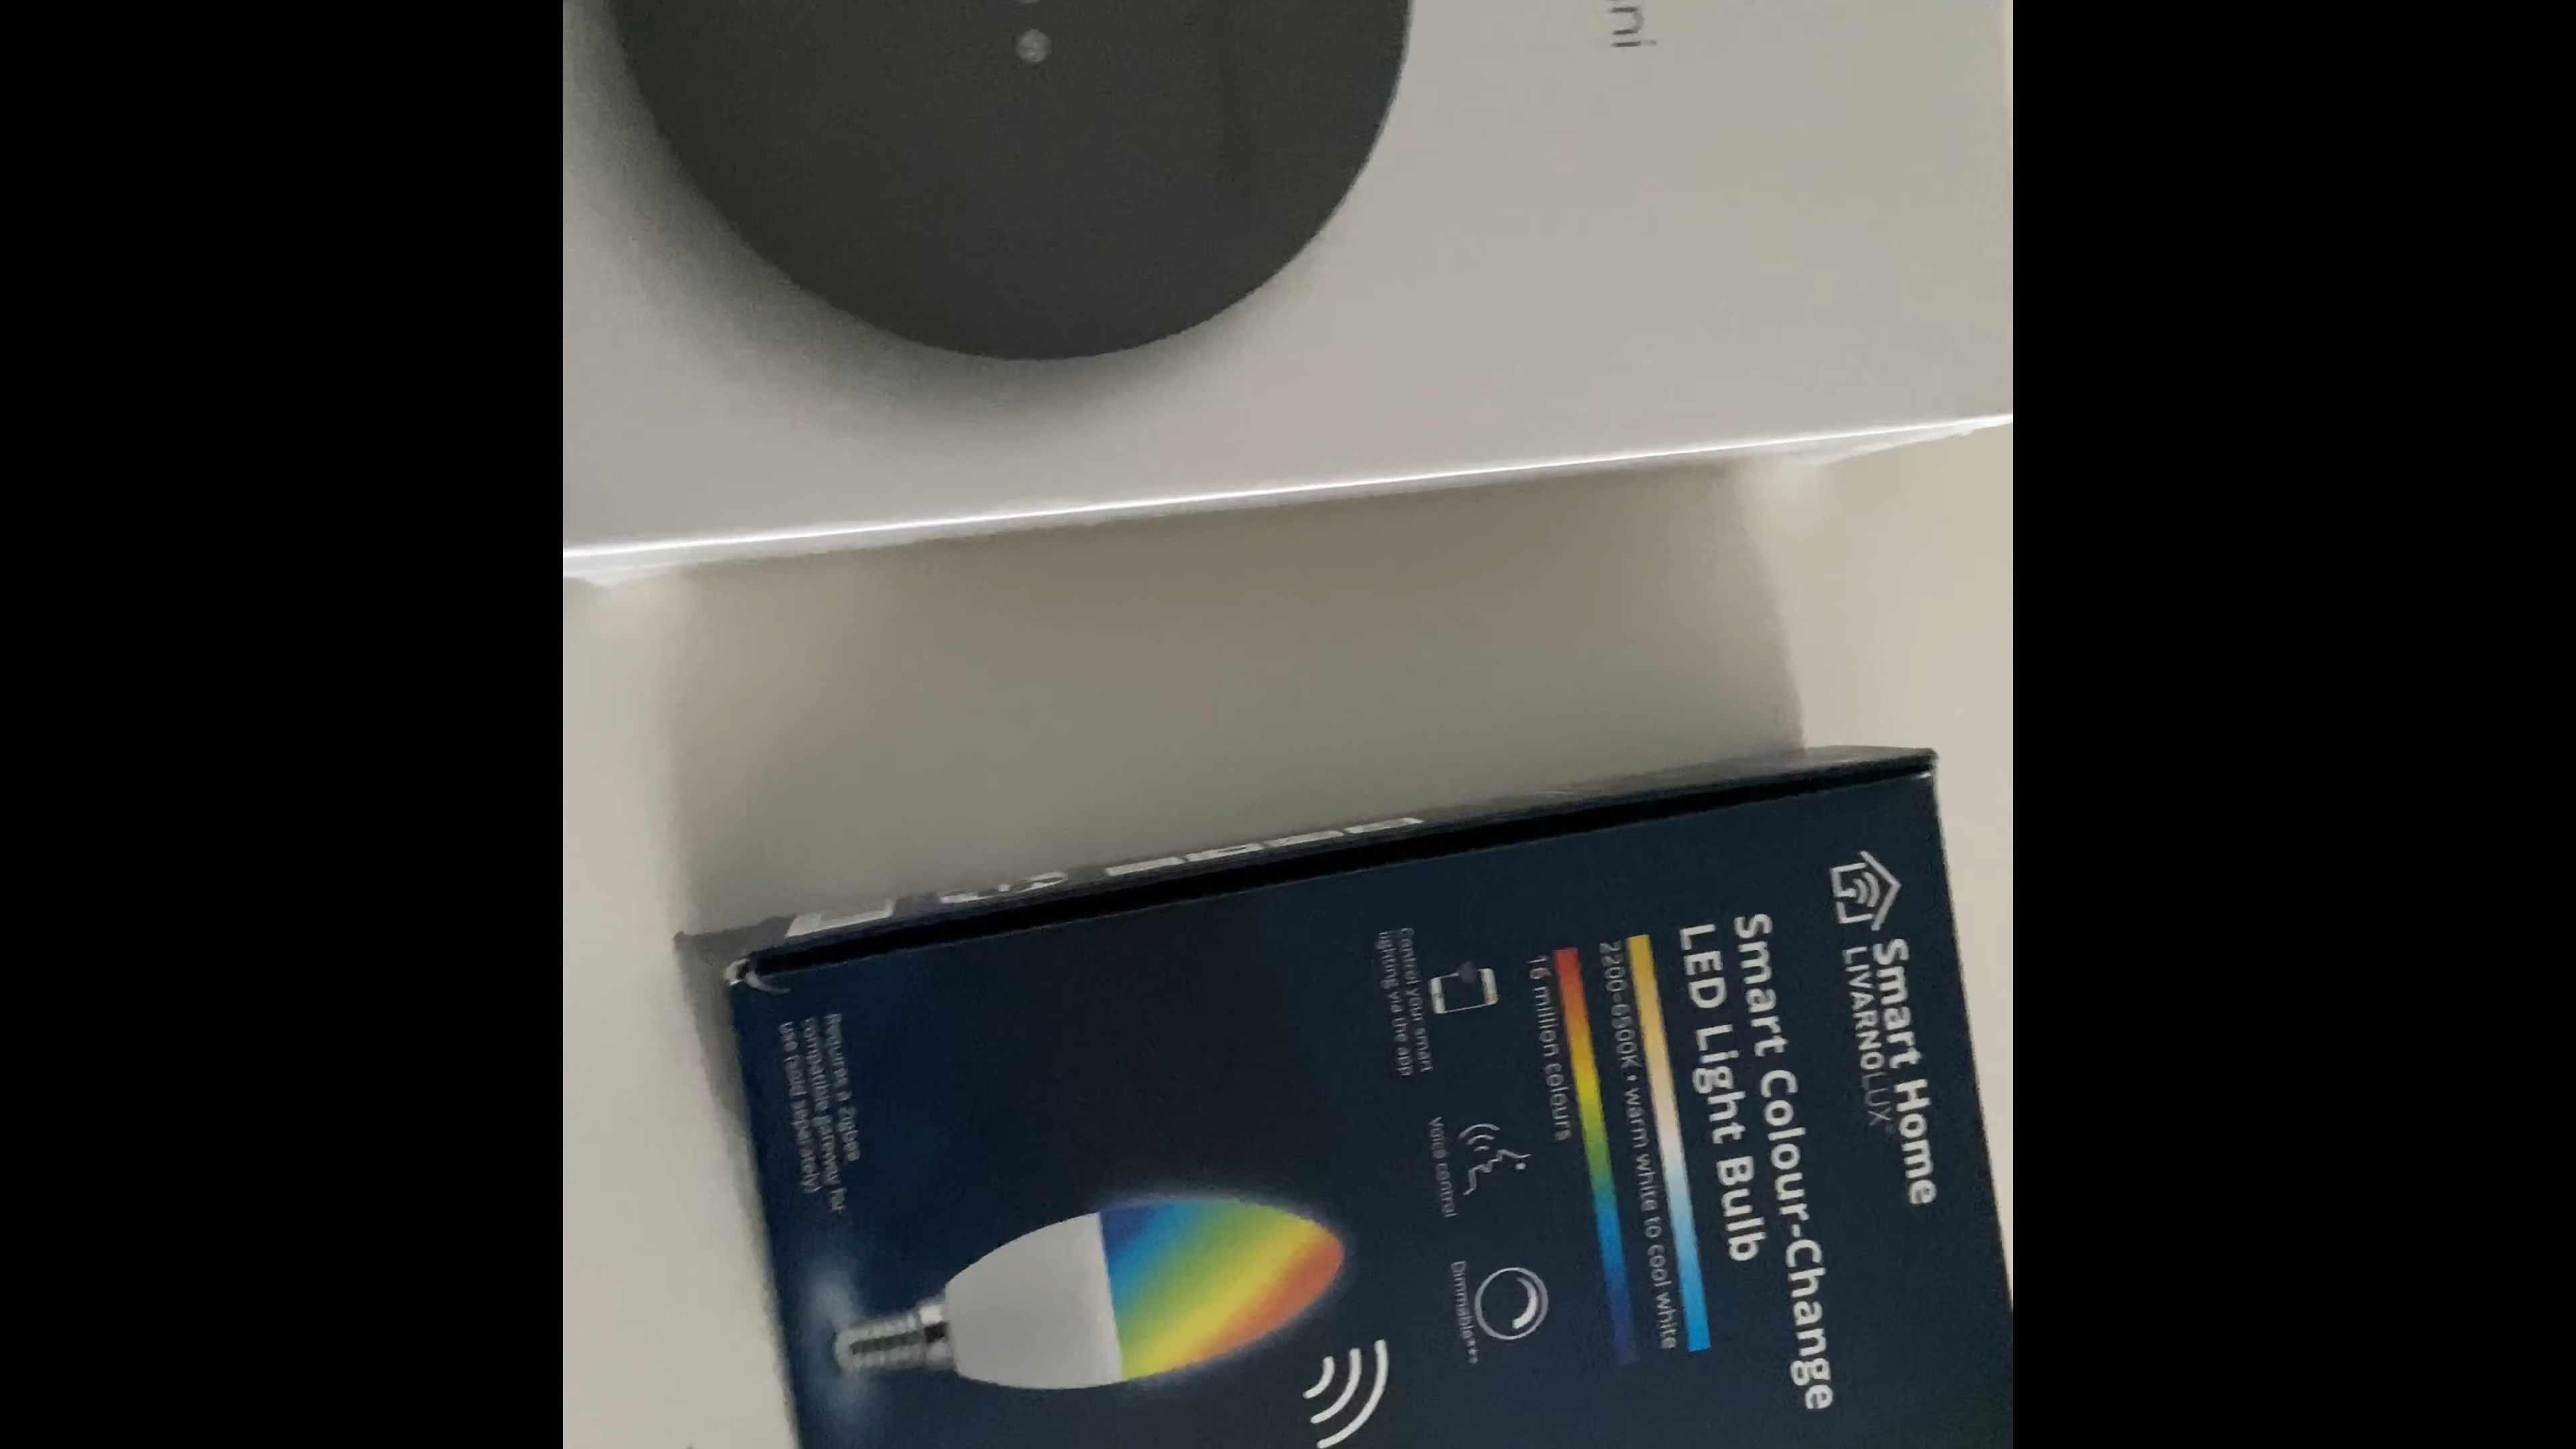 ni
Smart Home
LIVARNOLUX®
Smart Colour-Change
LED Light Bulb
2200-6500K • warm white to cool white
16 million colours
Control your smart
lighting via the app
Voice control
Dimmable***
Requires a Zigbee
compatible gateway for
use (sold separately)